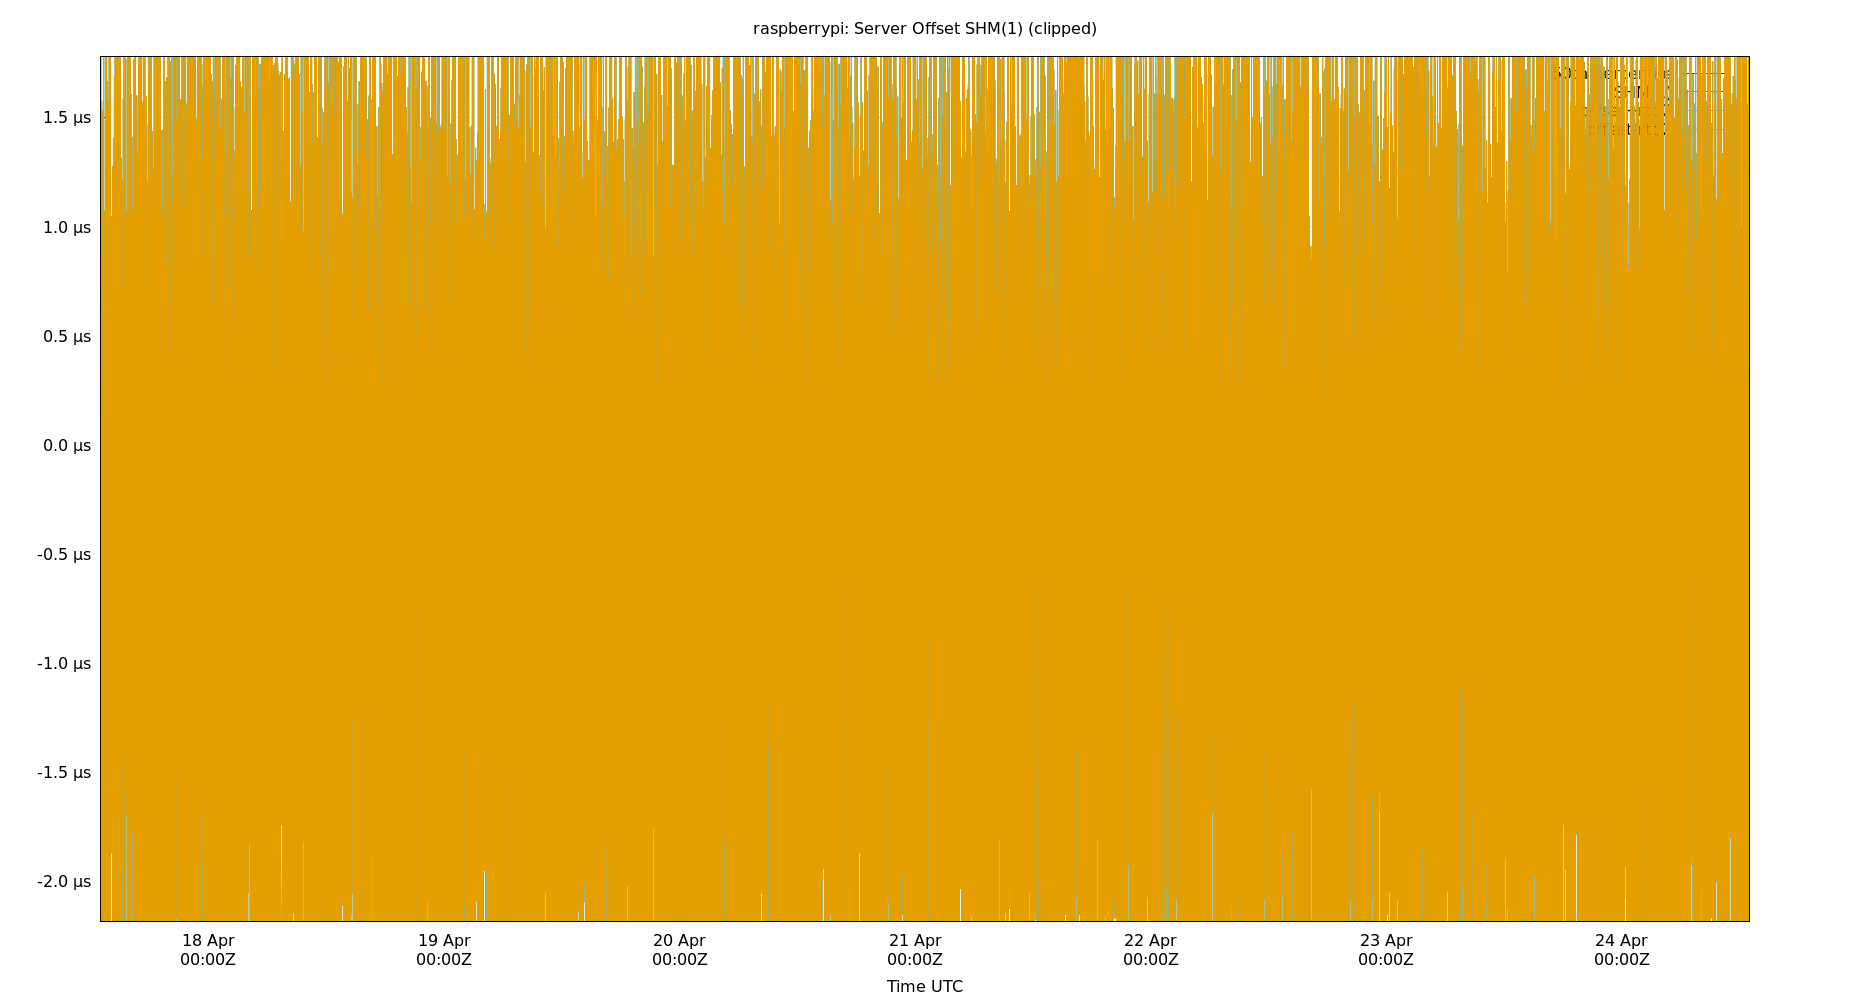 raspberrypi: Server Offset SHM(1) (clipped)
1.5 µs
1.0 µs
0.5 µs
0.0 µs
-0.5 µs
-1.0 µs
-1.5 µs
-2.0 µs
18 Apr 19 Apr 20 Apr 21 Apr 22 Apr 23 Apr 24 Apr
00:00Z 00:00Z 00:00Z 00:00Z 00:00Z 00:00Z 00:00Z
Time UTC